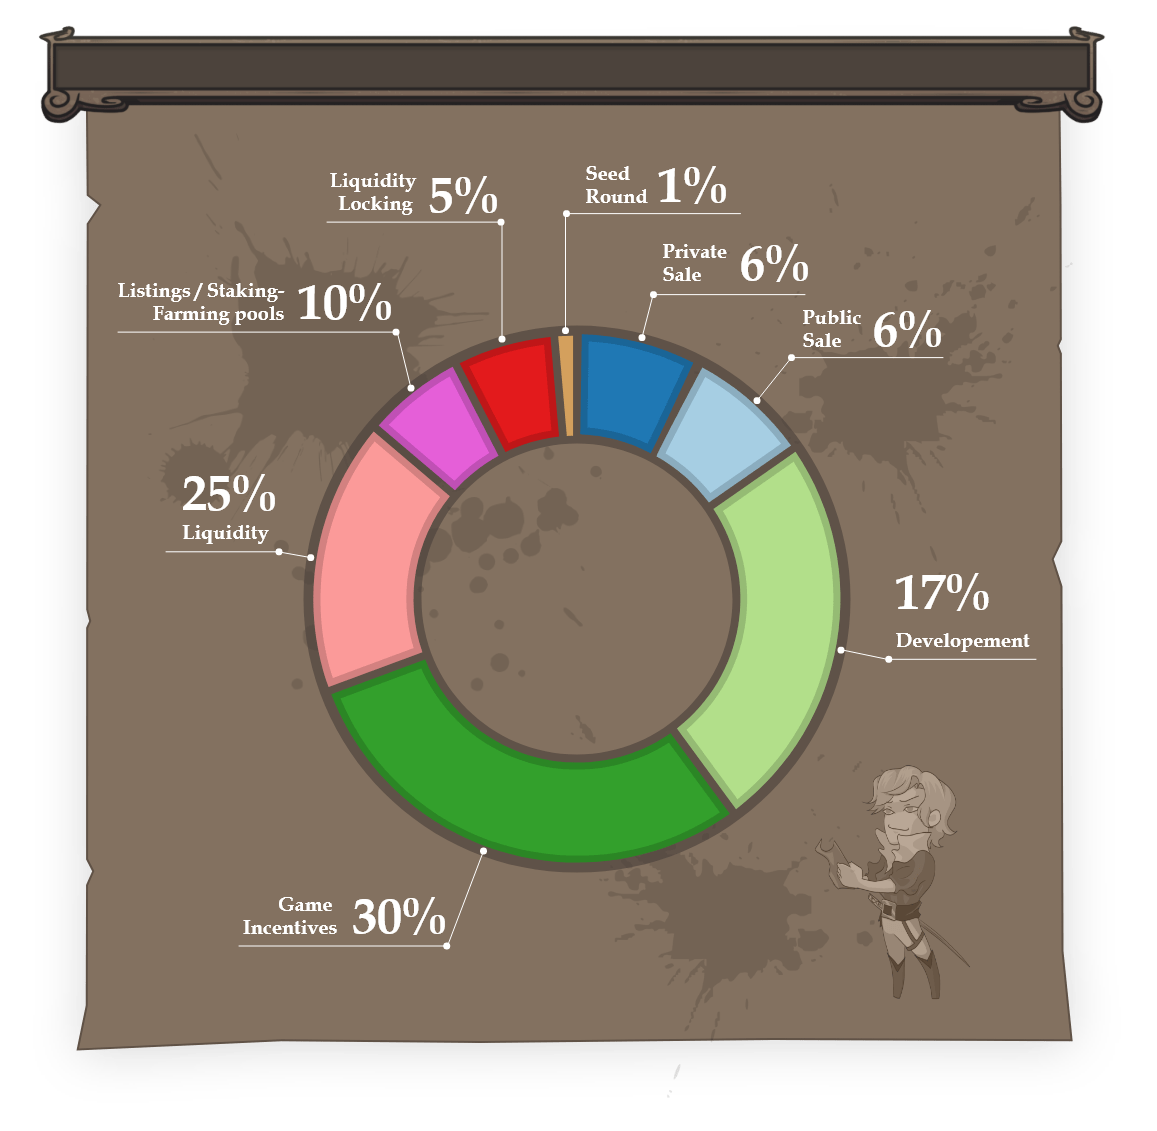 Seed
Round 1%
Private
Sale 6%
Public
Sale 6%
17%
Developement
Game
Incentives 30%
25%
Liquidity
Listings / Staking-
Farming pools 10%
Liquidity
Locking 5%